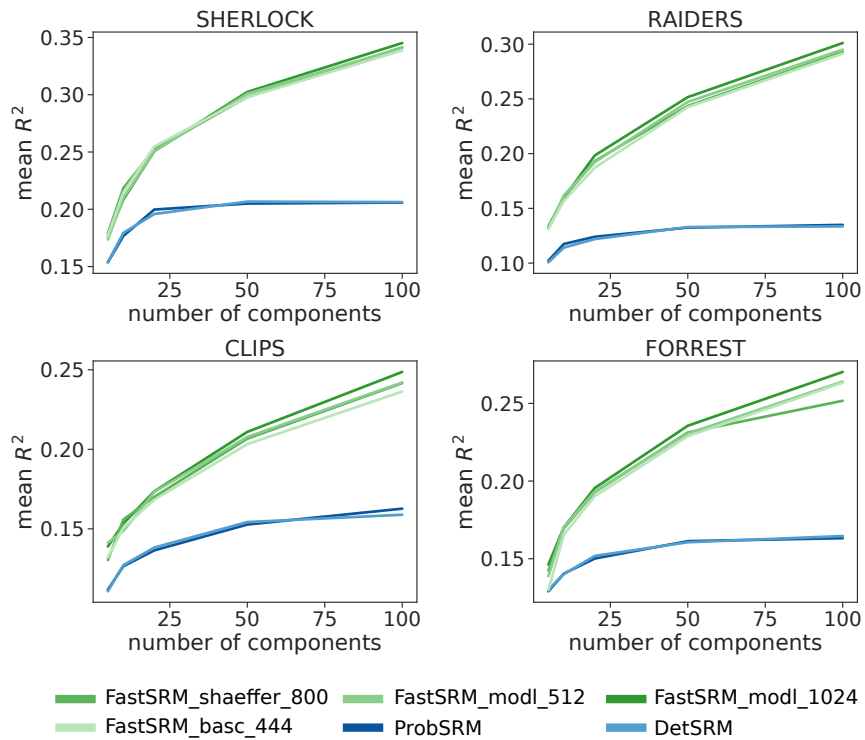 SHERLOCK
RAIDERS
0.35
0.30
0.25
0.20
0.15
mean R²
25 50 75 100
number of components
0.30
0.25
0.20
0.15
0.10
mean R²
25 50 75 100
number of components
CLIPS
FORREST
0.25
0.20
0.15
mean R²
25 50 75 100
number of components
0.25
0.20
0.15
mean R²
25 50 75 100
number of components
FastSRM_shaeffer_800 FastSRM_modl_512 FastSRM_modl_1024
FastSRM_basc_444 ProbSRM DetSRM